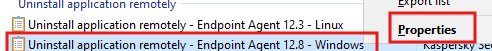 Uninstall application remotely
Export list
Uninstall application remotely - Endpoint Agent 12.3 - Linux
Properties
Uninstall application remotely - Endpoint Agent 12.8 - Windows
Kaspersky Se